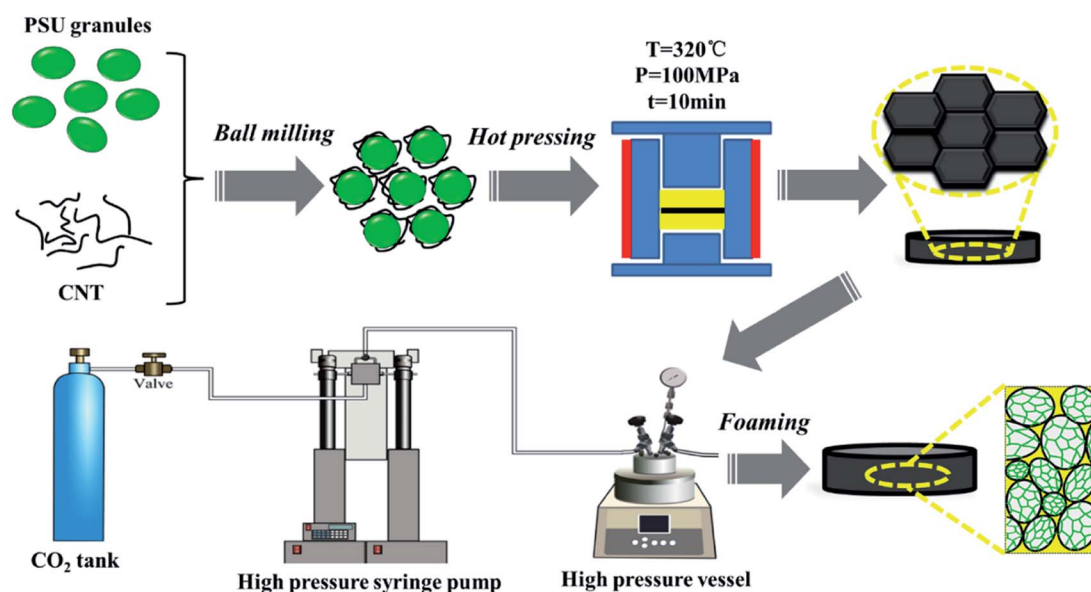 PSU granules
T=320℃
P=100MPa
t=10min
Ball milling
Hot pressing
CNT
Valve
Foaming
CO₂ tank
High pressure syringe pump
High pressure vessel